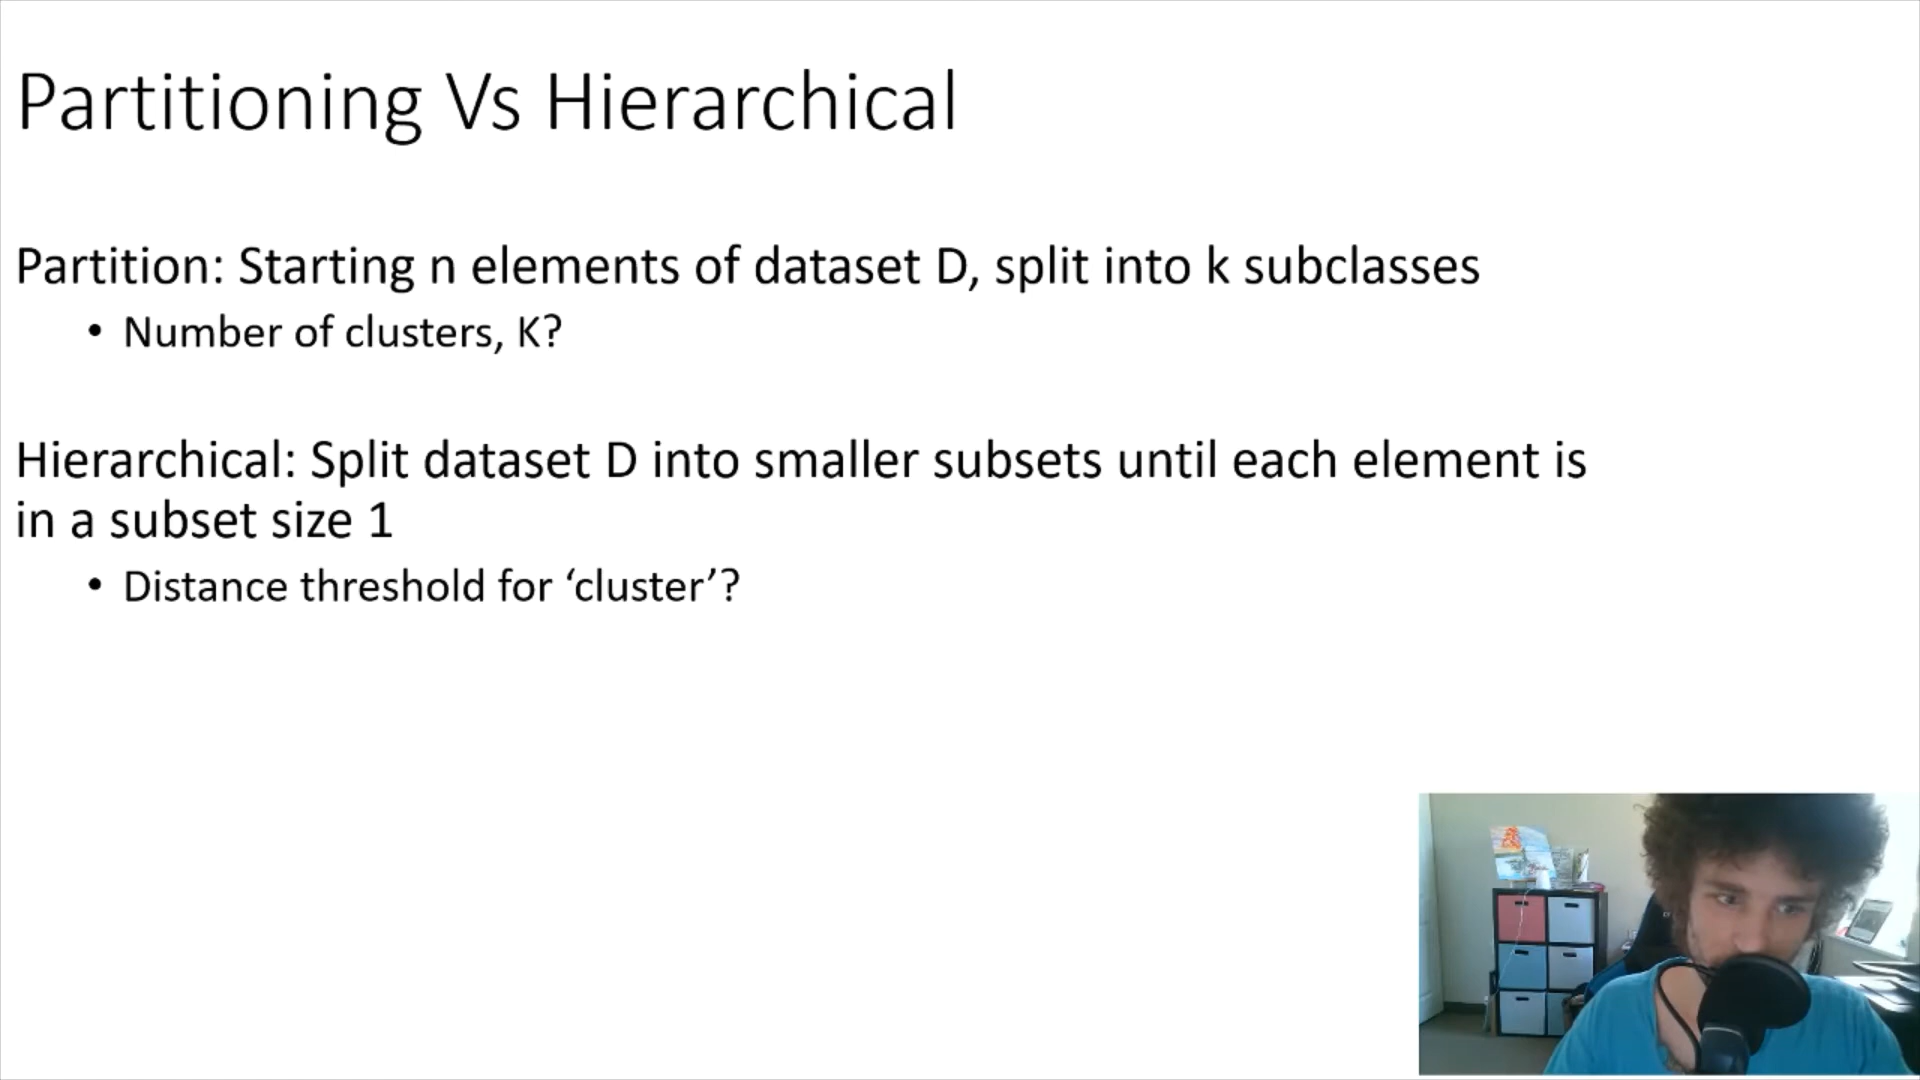 Partitioning Vs Hierarchical
Partition: Starting n elements of dataset D, split into k subclasses
• Number of clusters, K?
Hierarchical: Split dataset D into smaller subsets until each element is
in a subset size 1
• Distance threshold for ‘cluster’?